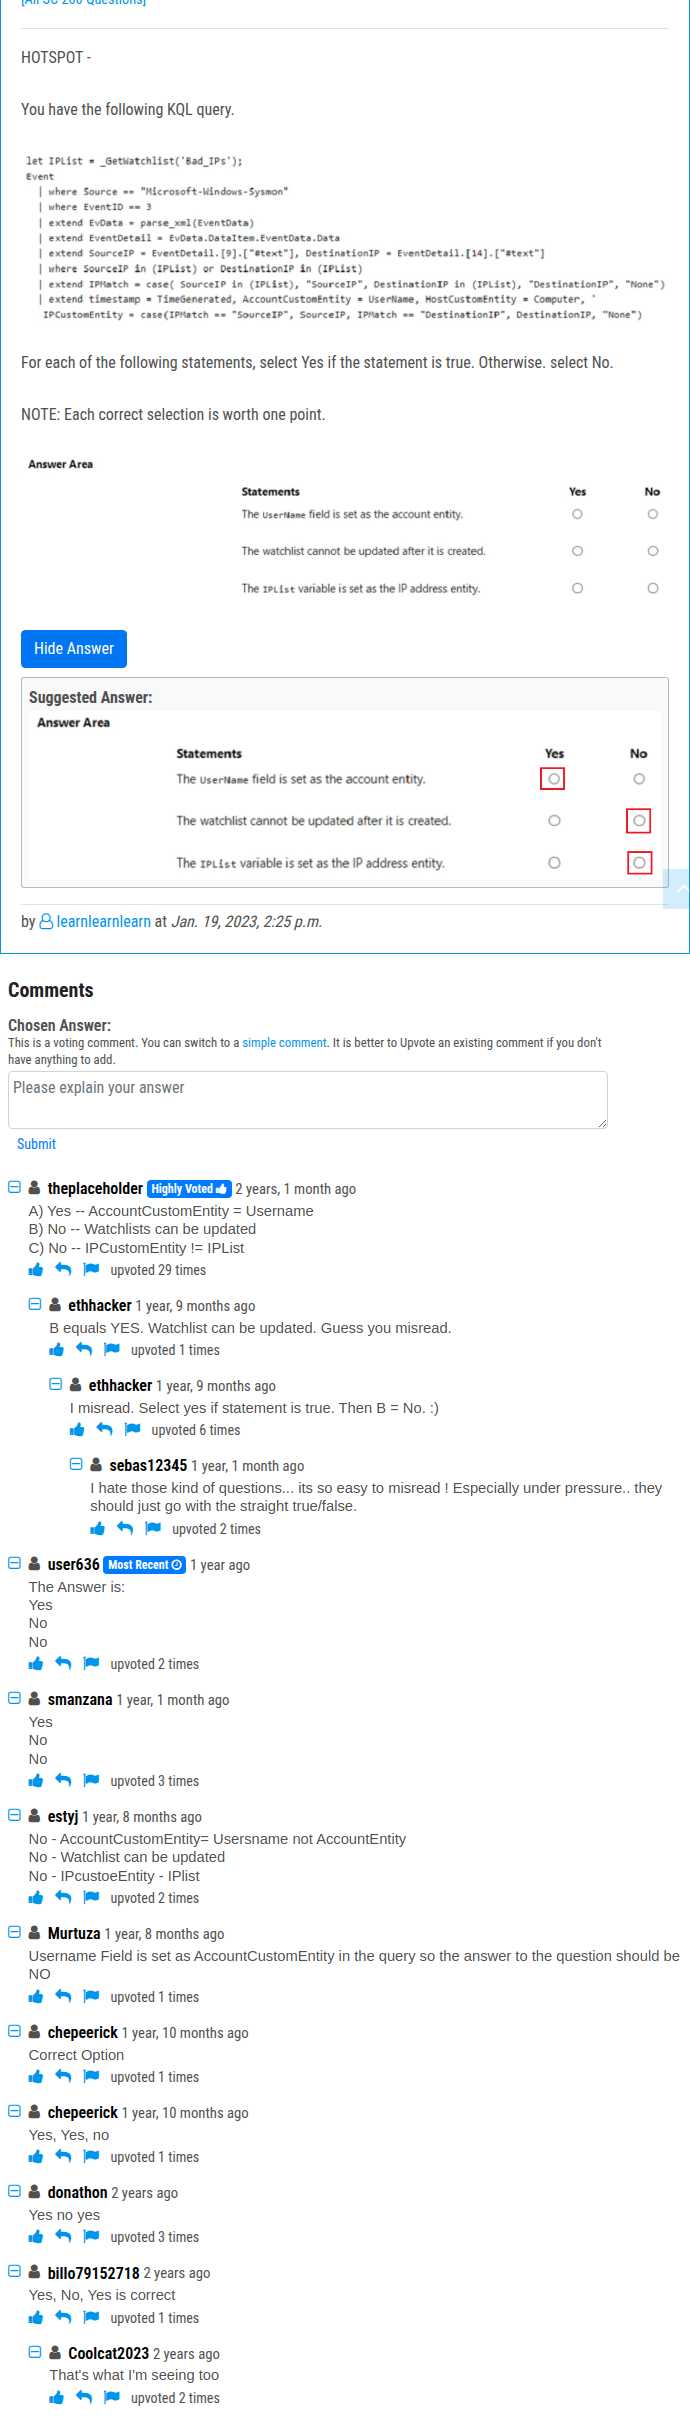 [All SC-200 Questions]
HOTSPOT -
You have the following KQL query.
let IPList = _GetWatchlist('Bad_IPs');
Event
| where Source == "Microsoft-Windows-Sysmon"
| where EventID == 3
| extend EvData = parse_xml(EventData)
| extend EventDetail = EvData.DataItem.EventData.Data
| extend SourceIP = EventDetail.[9].["#text"], DestinationIP = EventDetail.[14].["#text"]
| where SourceIP in (IPList) or DestinationIP in (IPList)
| extend IPMatch = case( SourceIP in (IPList), "SourceIP", DestinationIP in (IPList), "DestinationIP", "None")
| extend timestamp = TimeGenerated, AccountCustomEntity = UserName, HostCustomEntity = Computer, '
IPCustomEntity = case(IPMatch == "SourceIP", SourceIP, IPMatch == "DestinationIP", DestinationIP, "None")
For each of the following statements, select Yes if the statement is true. Otherwise. select No.
NOTE: Each correct selection is worth one point.
Answer Area
Statements Yes No
The UserName field is set as the account entity.
The watchlist cannot be updated after it is created.
The IPList variable is set as the IP address entity.
Hide Answer
Suggested Answer:
Answer Area
Statements Yes No
The UserName field is set as the account entity.
The watchlist cannot be updated after it is created.
The IPList variable is set as the IP address entity.
by learnlearnlearn at Jan. 19, 2023, 2:25 p.m.
Comments
Chosen Answer:
This is a voting comment. You can switch to a simple comment. It is better to Upvote an existing comment if you don't
have anything to add.
Please explain your answer
Submit
theplaceholder Highly Voted 2 years, 1 month ago
A) Yes -- AccountCustomEntity = Username
B) No -- Watchlists can be updated
C) No -- IPCustomEntity != IPList
upvoted 29 times
ethhacker 1 year, 9 months ago
B equals YES. Watchlist can be updated. Guess you misread.
upvoted 1 times
ethhacker 1 year, 9 months ago
I misread. Select yes if statement is true. Then B = No. :)
upvoted 6 times
sebas12345 1 year, 1 month ago
I hate those kind of questions... its so easy to misread ! Especially under pressure.. they
should just go with the straight true/false.
upvoted 2 times
user636 Most Recent 1 year ago
The Answer is:
Yes
No
No
upvoted 2 times
smanzana 1 year, 1 month ago
Yes
No
No
upvoted 3 times
estyj 1 year, 8 months ago
No - AccountCustomEntity= Usersname not AccountEntity
No - Watchlist can be updated
No - IPcustoeEntity - IPlist
upvoted 2 times
Murtuza 1 year, 8 months ago
Username Field is set as AccountCustomEntity in the query so the answer to the question should be
NO
upvoted 1 times
chepeerick 1 year, 10 months ago
Correct Option
upvoted 1 times
chepeerick 1 year, 10 months ago
Yes, Yes, no
upvoted 1 times
donathon 2 years ago
Yes no yes
upvoted 3 times
billo79152718 2 years ago
Yes, No, Yes is correct
upvoted 1 times
Coolcat2023 2 years ago
That's what I'm seeing too
upvoted 2 times